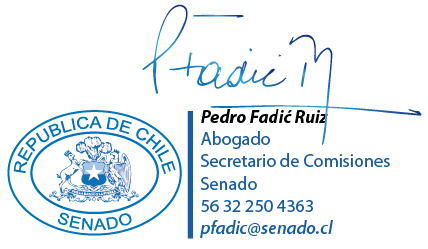 Pfadić M
REPUBLICA DE CHILE
SENADO
Pedro Fadić Ruiz
Abogado
Secretario de Comisiones
Senado
56 32 250 4363
pfadic@senado.cl